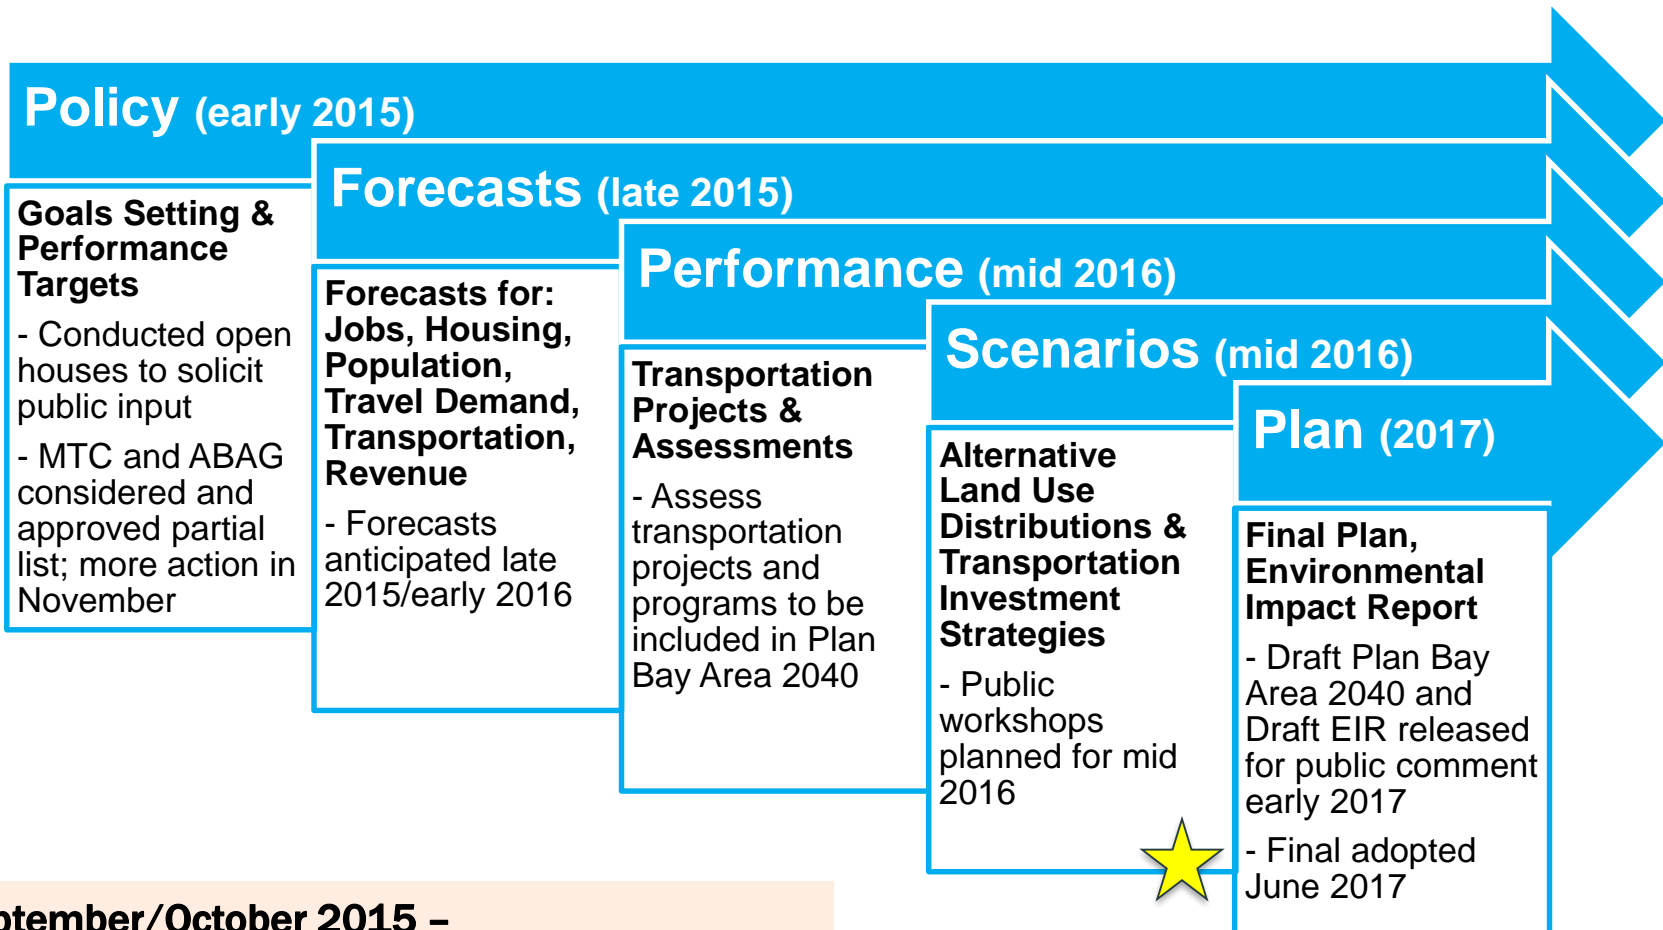 Policy (early 2015)
Goals Setting &
Performance
Targets
- Conducted open
houses to solicit
public input
- MTC and ABAG
considered and
approved partial
list; more action in
November
Forecasts (late 2015)
Forecasts for:
Jobs, Housing,
Population,
Travel Demand,
Transportation,
Revenue
- Forecasts
anticipated late
2015/early 2016
Performance (mid 2016)
Transportation
Projects &
Assessments
- Assess
transportation
projects and
programs to be
included in Plan
Bay Area 2040
Scenarios (mid 2016)
Alternative
Land Use
Distributions &
Transportation
Investment
Strategies
- Public
workshops
planned for mid
2016
Plan (2017)
Final Plan,
Environmental
Impact Report
- Draft Plan Bay
Area 2040 and
Draft EIR released
for public comment
early 2017
- Final adopted
June 2017
ptember/October 2015 –